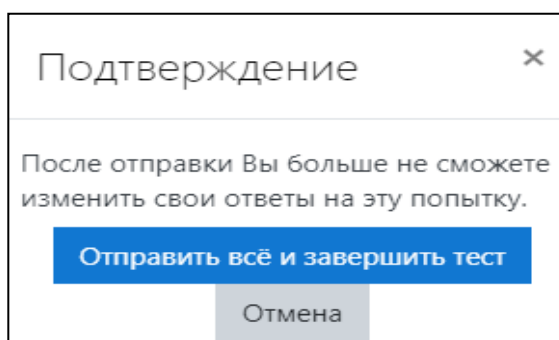 Подтверждение
×
После отправки Вы больше не сможете
изменить свои ответы на эту попытку.
Отправить всё и завершить тест
Отмена